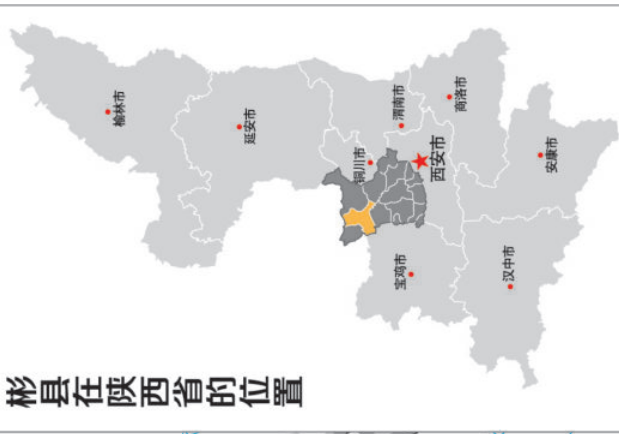 彬县在陕西省的位置
榆林市
延安市
铜川市
渭南市
商洛市
西安市
宝鸡市
汉中市
安康市